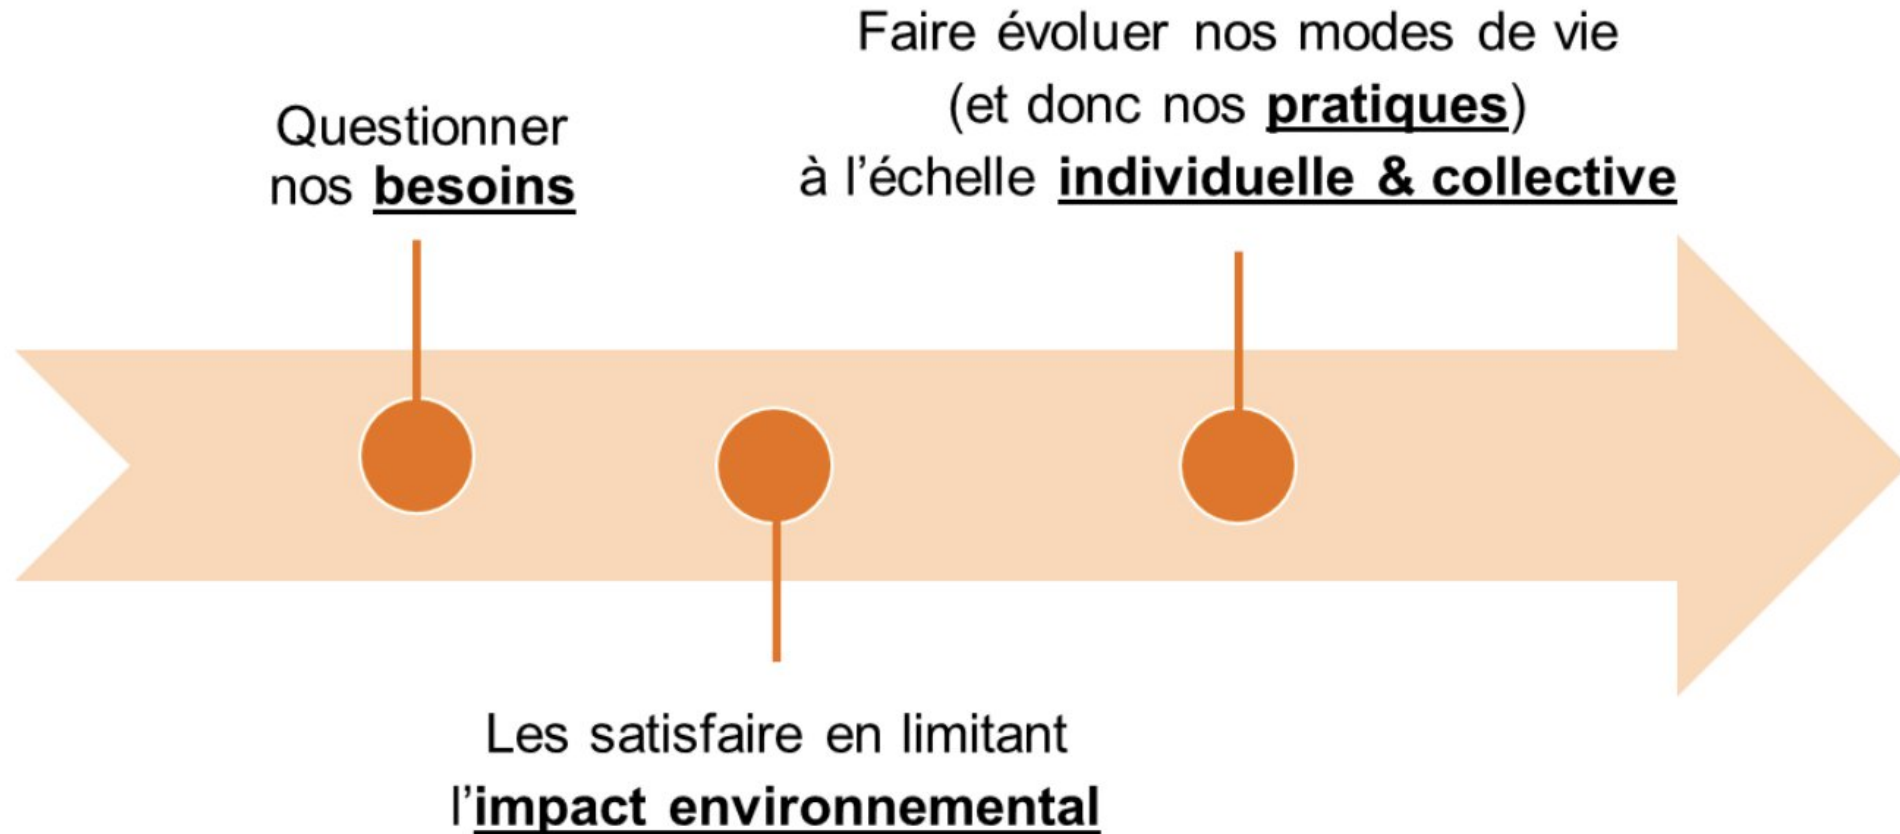 Questionner
nos besoins
Les satisfaire en limitant
l’impact environnemental
Faire évoluer nos modes de vie
(et donc nos pratiques)
à l’échelle individuelle & collective